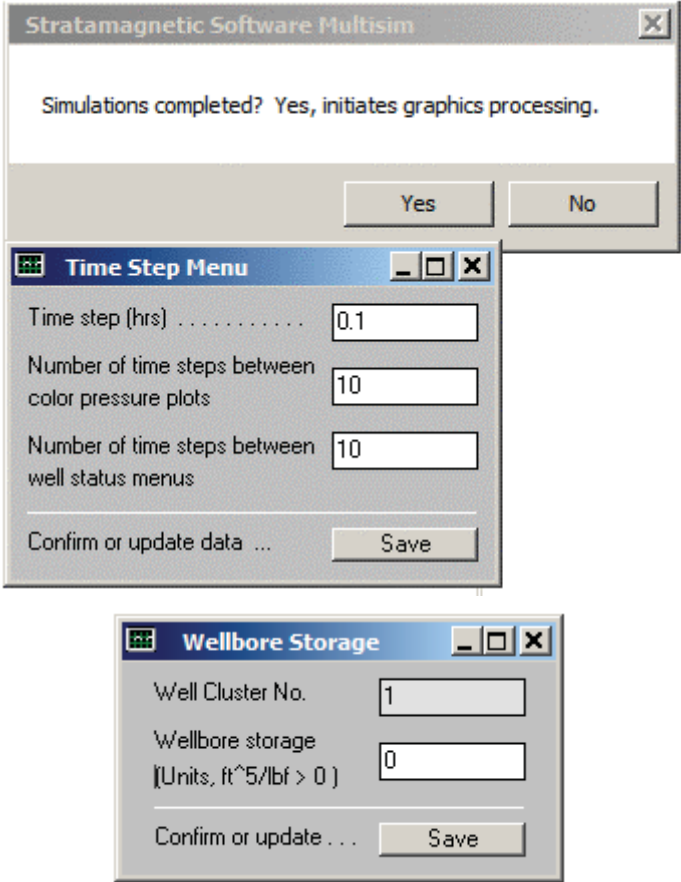 Stratamagnetic Software Multisim
Simulations completed?  Yes, initiates graphics processing.
Yes No
Time Step Menu
Time step (hrs) . . . . . . . . . . . 0.1
Number of time steps between
color pressure plots 10
Number of time steps between
well status menus 10
Confirm or update data ... Save
Wellbore Storage
Well Cluster No. 1
Wellbore storage
(Units, ft^5/lbf > 0 ) 0
Confirm or update . . . Save